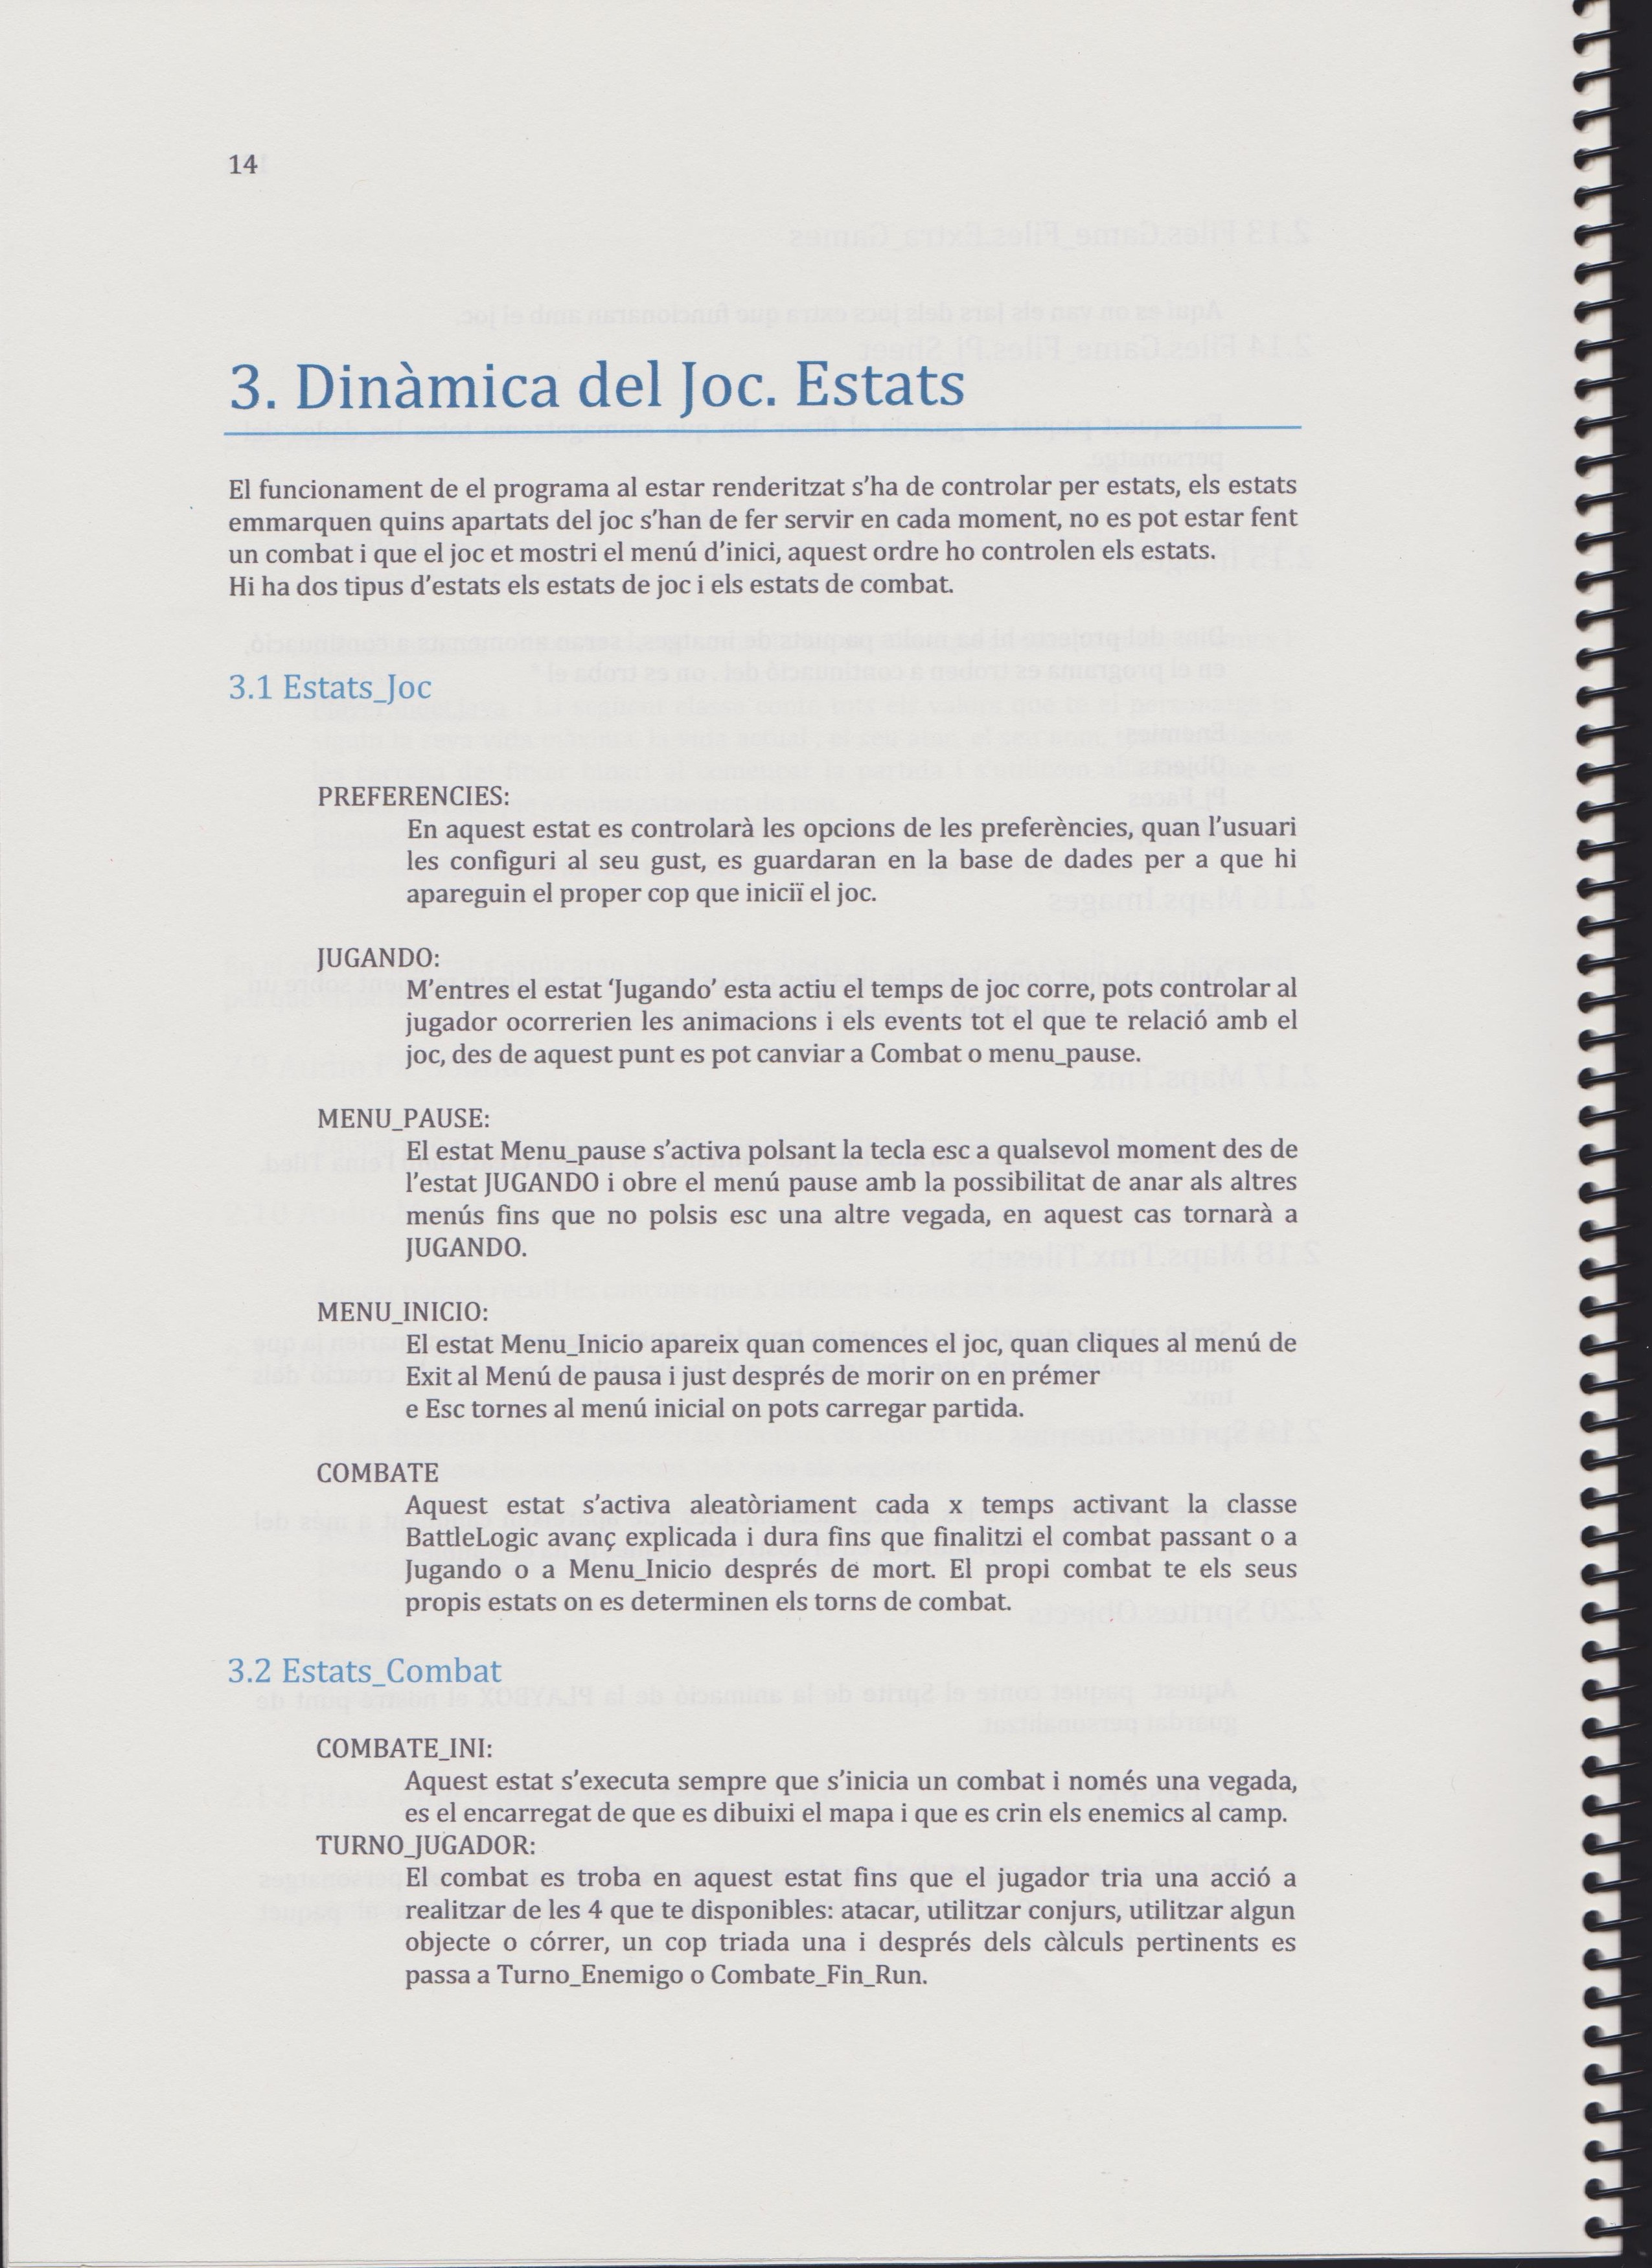 14
3. Dinàmica del Joc. Estats
El funcionament de el programa al estar renderitzat s’ha de controlar per estats, els estats
emmarquen quins apartats del joc s’han de fer servir en cada moment, no es pot estar fent
un combat i que el joc et mostri el menú d’inici, aquest ordre ho controlen els estats.
Hi ha dos tipus d’estats els estats de joc i els estats de combat.
3.1 Estats_Joc
PREFERENCIES:
En aquest estat es controlarà les opcions de les preferències, quan l’usuari
les configuri al seu gust, es guardaran en la base de dades per a que hi
apareguin el proper cop que iniciï el joc.
JUGANDO:
M’entres el estat ‘Jugando’ esta actiu el temps de joc corre, pots controlar al
jugador ocorrerien les animacions i els events tot el que te relació amb el
joc, des de aquest punt es pot canviar a Combat o menu_pause.
MENU_PAUSE:
El estat Menu_pause s’activa polsant la tecla esc a qualsevol moment des de
l’estat JUGANDO i obre el menú pause amb la possibilitat de anar als altres
menús fins que no polsis esc una altre vegada, en aquest cas tornarà a
JUGANDO.
MENU_INICIO:
El estat Menu_Inicio apareix quan comences el joc, quan cliques al menú de
Exit al Menú de pausa i just després de morir on en prémer
e Esc tornes al menú inicial on pots carregar partida.
COMBATE
Aquest estat s’activa aleatòriament cada x temps activant la classe
BattleLogic avanç explicada i dura fins que finalitzi el combat passant o a
Jugando o a Menu_Inicio després de mort. El propi combat te els seus
propis estats on es determinen els torns de combat.
3.2 Estats_Combat
COMBATE_INI:
Aquest estat s’executa sempre que s’inicia un combat i només una vegada,
es el encarregat de que es dibuixi el mapa i que es crin els enemics al camp.
TURNO_JUGADOR:
El combat es troba en aquest estat fins que el jugador tria una acció a
realitzar de les 4 que te disponibles: atacar, utilitzar conjurs, utilitzar algun
objecte o córrer, un cop triada una i després dels càlculs pertinents es
passa a Turno_Enemigo o Combate_Fin_Run.